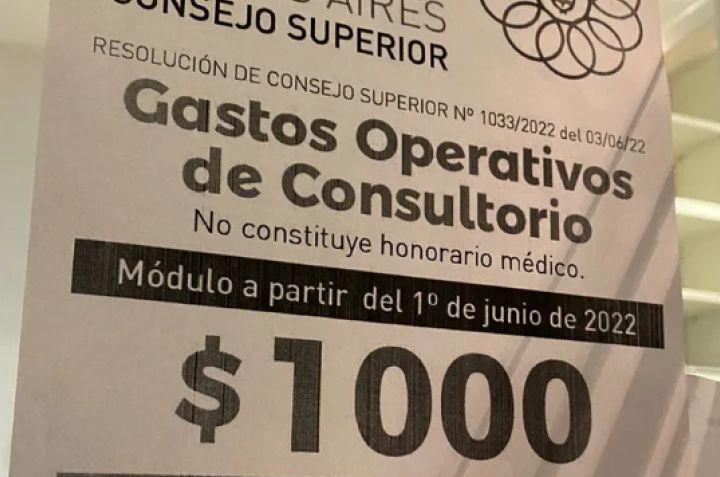 AIRES
CONSEJO SUPERIOR
RESOLUCIÓN DE CONSEJO SUPERIOR Nº 1033/2022 del 03/06/22
Gastos Operativos
de Consultorio
No constituye honorario médico.
Módulo a partir del 1º de junio de 2022
$1000